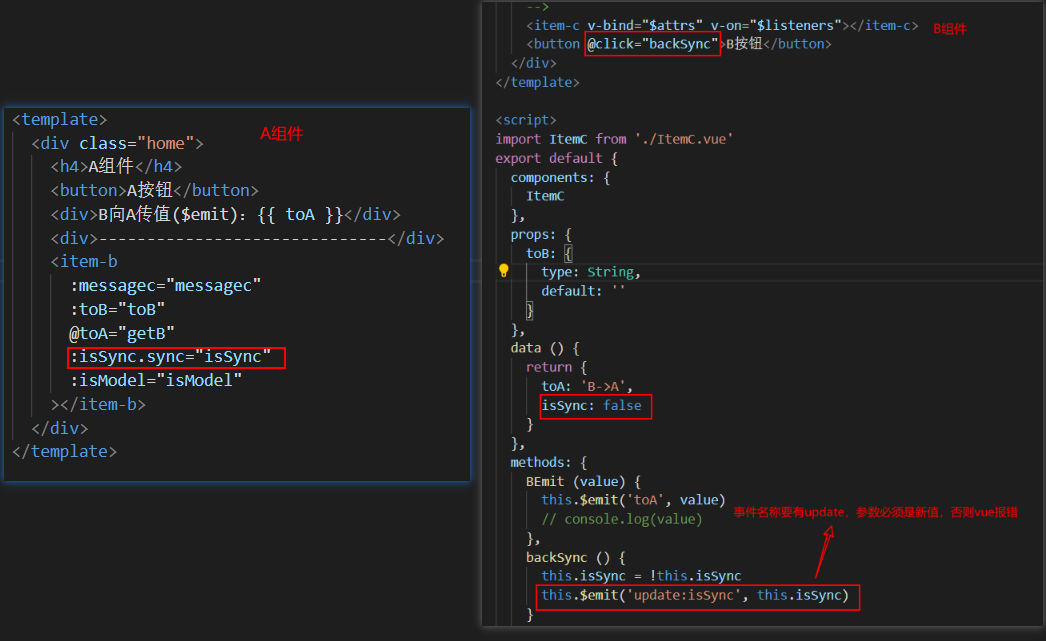 <template>
<div class="home">
A组件
<h4>A组件</h4>
<button>A按钮</button>
<div>B向A传值($emit)：{{ toA }}</div>
<div>------------------------------</div>
<item-b
:messagec="messagec"
:toB="toB"
@toA="getB"
:isSync.sync="isSync"
:isModel="isModel"
></item-b>
</div>
</template>
-->
<item-c v-bind="$attrs" v-on="$listeners"></item-c>
B组件
<button @click="backSync">B按钮</button>
</div>
</template>
<script>
import ItemC from './ItemC.vue'
export default {
components: {
ItemC
},
props: {
toB: {
type: String,
default: ''
}
},
data () {
return {
toA: 'B->A',
isSync: false
}
},
methods: {
BEmit (value) {
this.$emit('toA', value)
// console.log(value)
事件名称要有update，参数必须是新值，否则vue报错
},
backSync () {
this.isSync = !this.isSync
this.$emit('update:isSync', this.isSync)
}